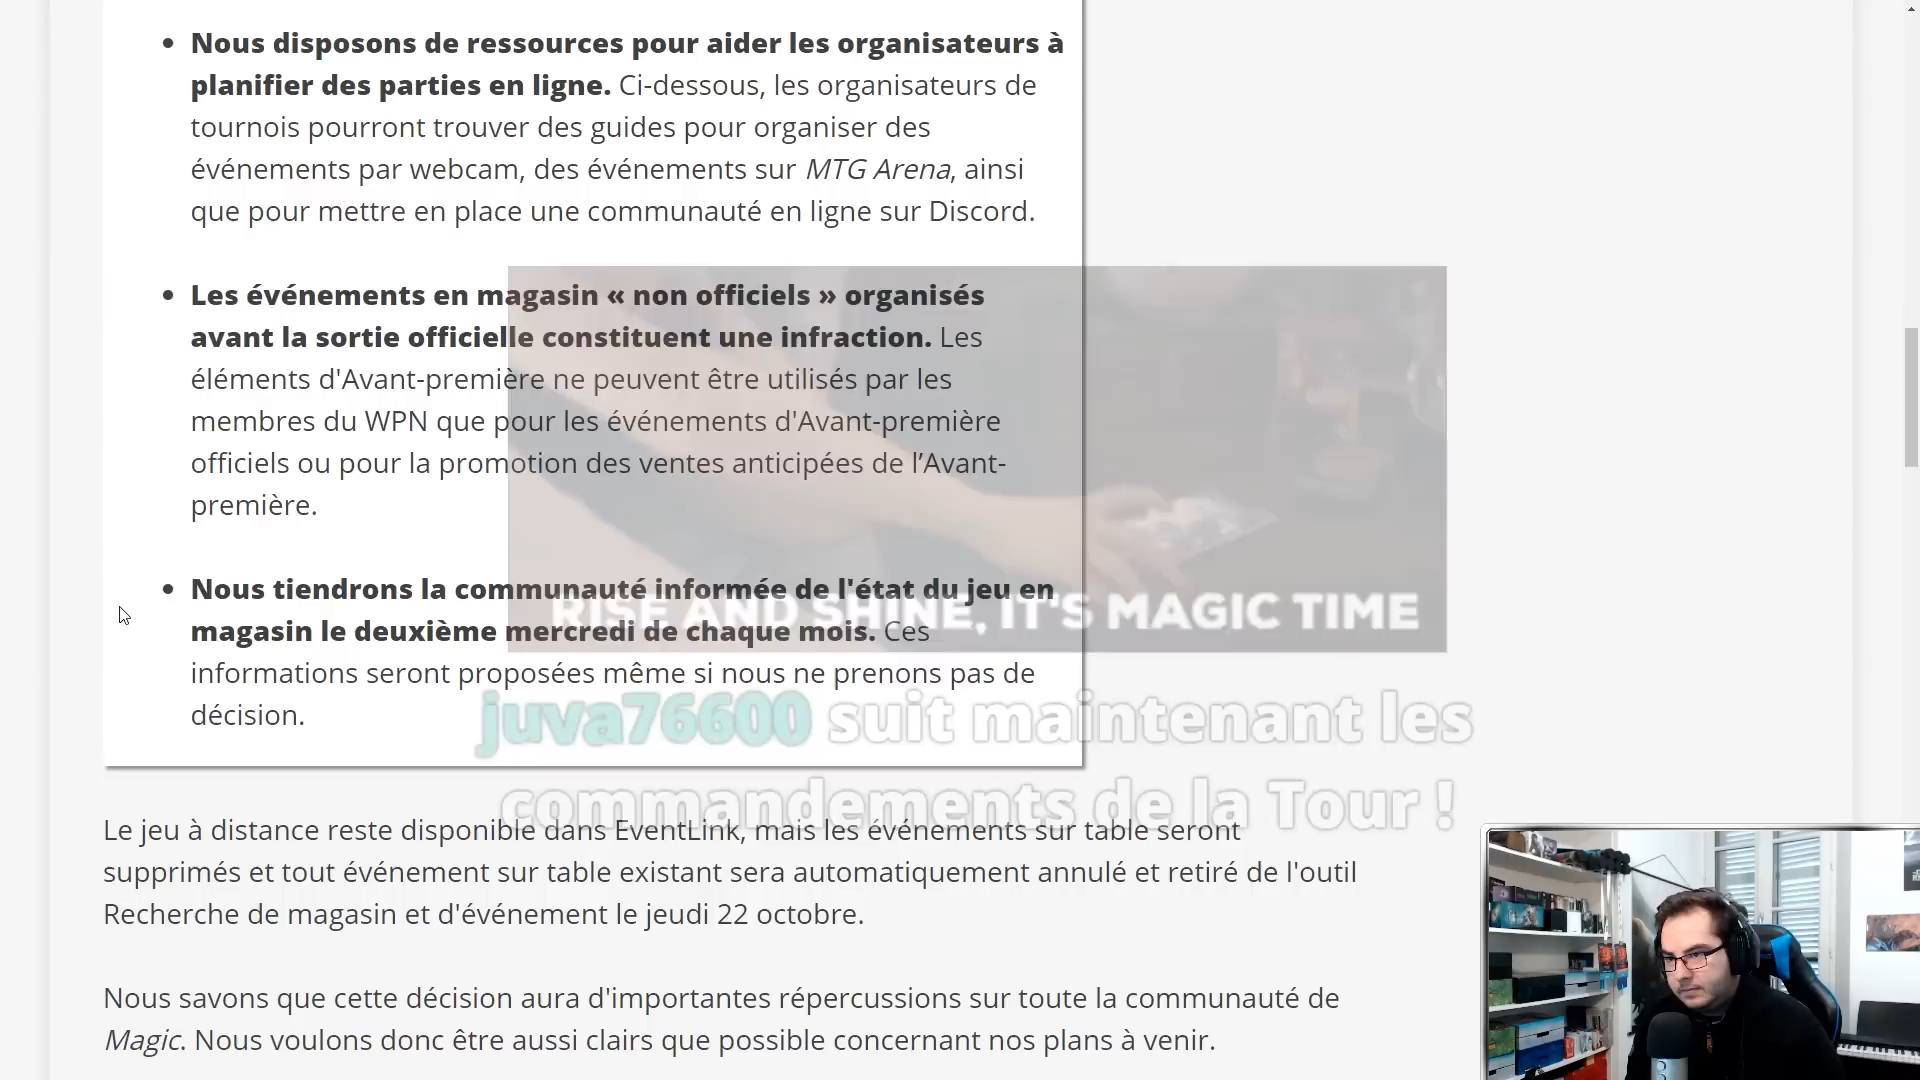 • Nous disposons de ressources pour aider les organisateurs à
planifier des parties en ligne. Ci-dessous, les organisateurs de
tournois pourront trouver des guides pour organiser des
événements par webcam, des événements sur MTG Arena, ainsi
que pour mettre en place une communauté en ligne sur Discord.
• Les événements en magasin « non officiels » organisés
avant la sortie officielle constituent une infraction. Les
éléments d'Avant-première ne peuvent être utilisés par les
membres du WPN que pour les événements d'Avant-première
officiels ou pour la promotion des ventes anticipées de l’Avant-
première.
• Nous tiendrons la communauté informée de l'état du jeu en
magasin le deuxième mercredi de chaque mois. Ces
informations seront proposées même si nous ne prenons pas de
décision.
RISE AND SHINE, IT'S MAGIC TIME
juva76600 suit maintenant les
commandements de la Tour !
Le jeu à distance reste disponible dans EventLink, mais les événements sur table seront
supprimés et tout événement sur table existant sera automatiquement annulé et retiré de l'outil
Recherche de magasin et d'événement le jeudi 22 octobre.
Nous savons que cette décision aura d'importantes répercussions sur toute la communauté de
Magic. Nous voulons donc être aussi clairs que possible concernant nos plans à venir.